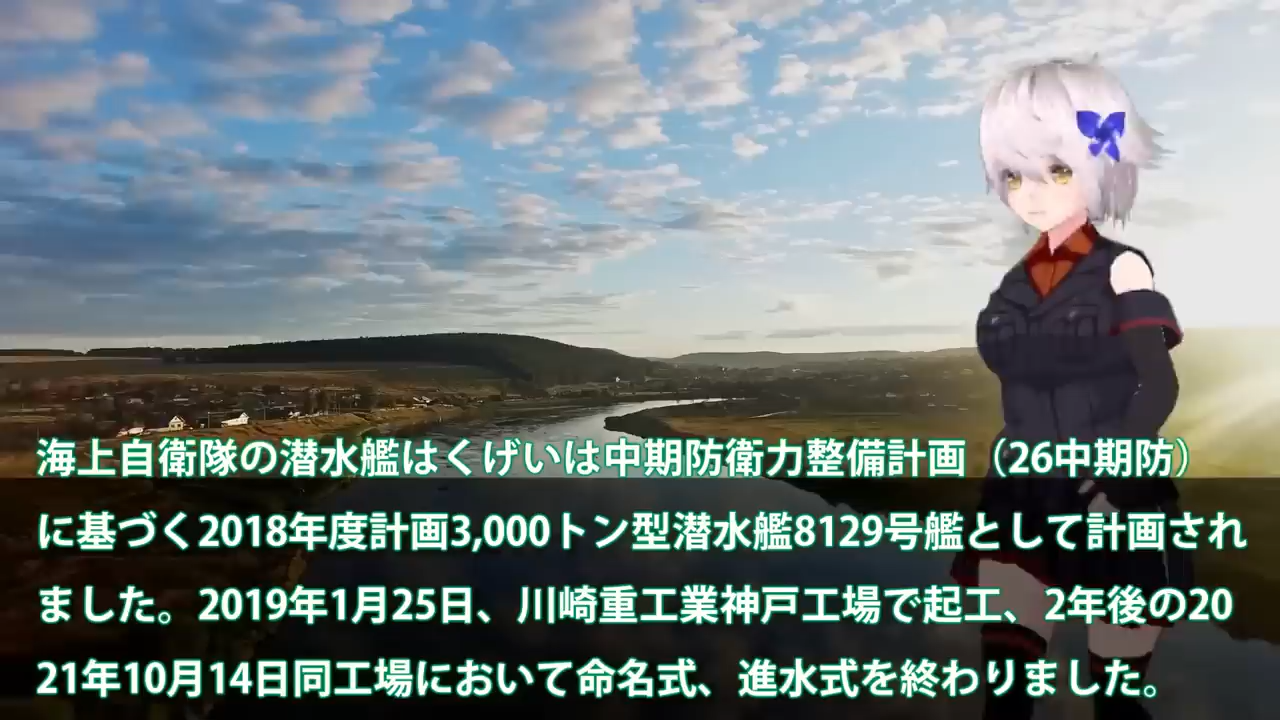 海上自衛隊の潜水艦はくげいは中期防衛力整備計画（26中期防）
に基づく2018年度計画3,000トン型潜水艦8129号艦として計画され
ました。2019年1月25日、川崎重工業神戸工場で起工、2年後の20
21年10月14日同工場において命名式、進水式を終わりました。